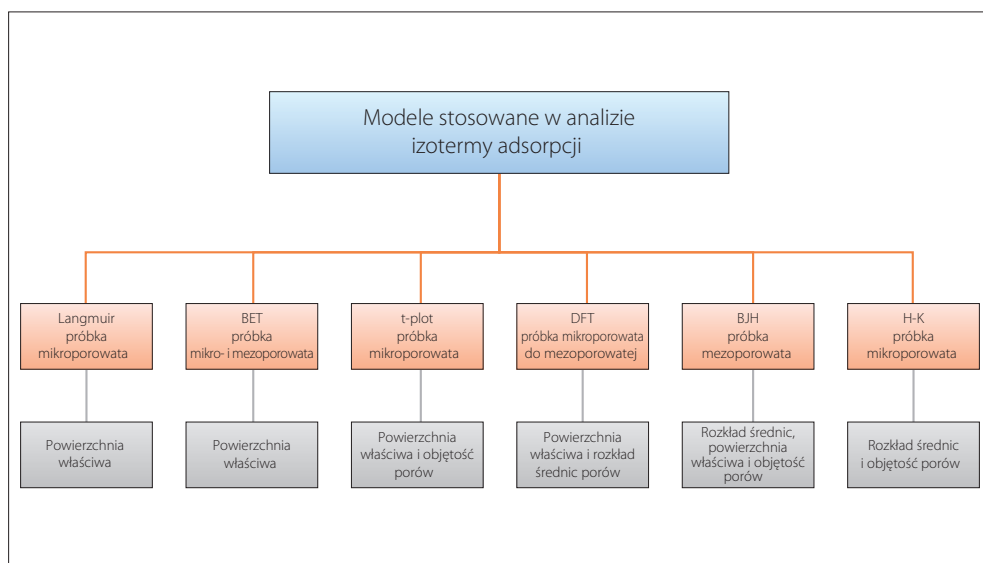 Modele stosowane w analizie
izotermy adsorpcji
Langmuir
próbka
mikroporowata
BET
próbka
mikro- i mezoporowata
t-plot
próbka
mikroporowata
DFT
próbka mikroporowata
do mezoporowatej
BJH
próbka
mezoporowata
H-K
próbka
mikroporowata
Powierzchnia
właściwa
Powierzchnia
właściwa
Powierzchnia
właściwa i objętość
porów
Powierzchnia
właściwa i rozkład
średnic porów
Rozkład średnic,
powierzchnia
właściwa i objętość
porów
Rozkład średnic
i objętość porów